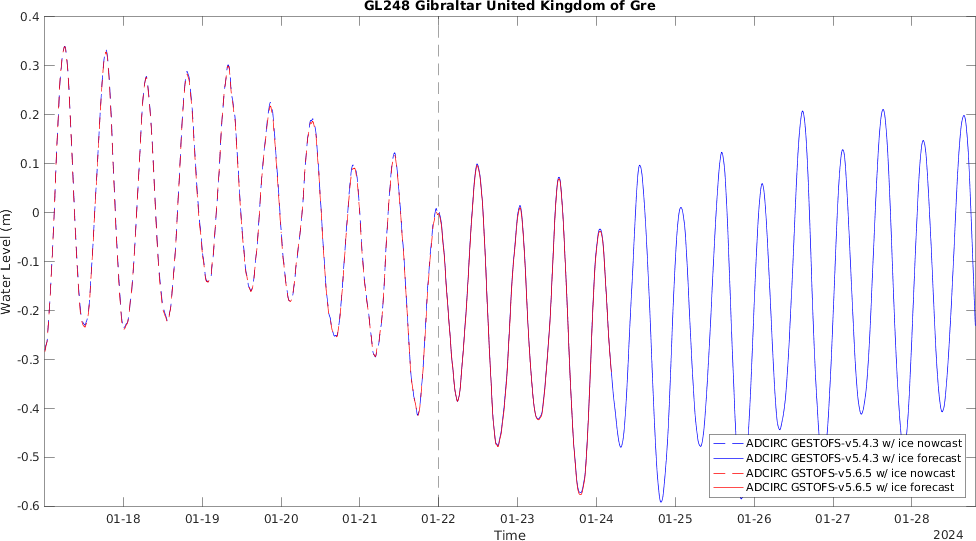 GL248 Gibraltar United Kingdom of Gre
0.4
0.3
0.2
0.1
0
-0.1
-0.2
-0.3
-0.4
-0.5
-0.6
Water Level (m)
ADCIRC GESTOFS-v5.4.3 w/ ice nowcast
ADCIRC GESTOFS-v5.4.3 w/ ice forecast
ADCIRC GSTOFS-v5.6.5 w/ ice nowcast
ADCIRC GSTOFS-v5.6.5 w/ ice forecast
01-18 01-19 01-20 01-21 01-22 01-23 01-24 01-25 01-26 01-27 01-28
Time
2024